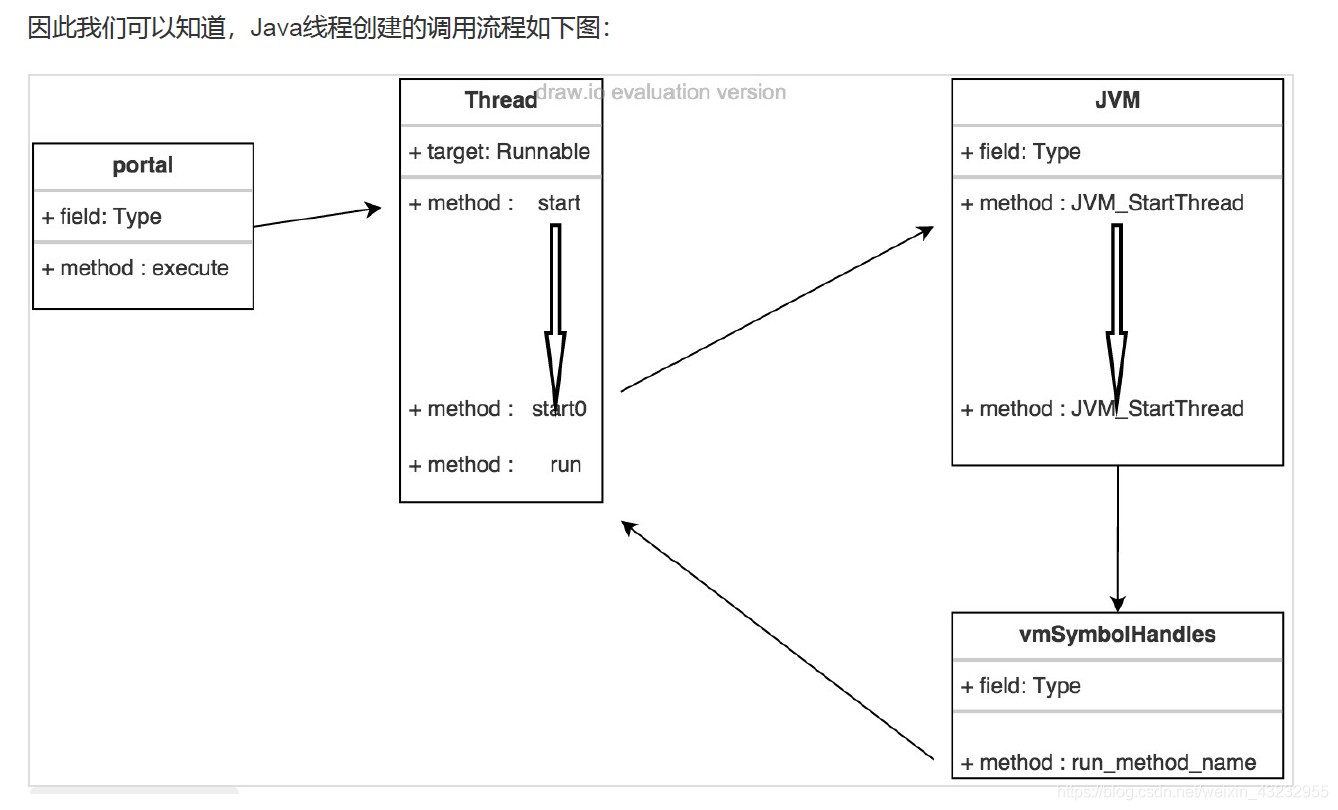 因此我们可以知道，Java线程创建的调用流程如下图：
draw.io evaluation version
portal
+ field: Type
+ method : execute
Thread
+ target: Runnable
+ method : start
+ method : start0
+ method : run
JVM
+ field: Type
+ method : JVM_StartThread
+ method : JVM_StartThread
vmSymbolHandles
+ field: Type
+ method : run_method_name
https://blog.csdn.net/weixin_43232955